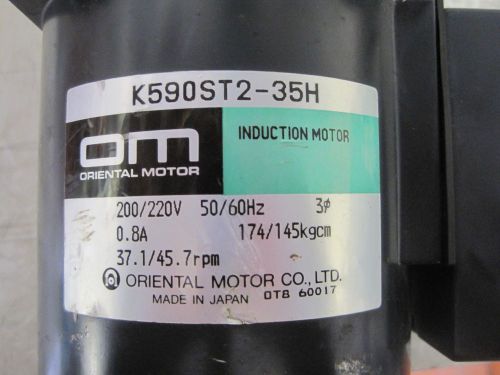 K590ST2-35H
om
ORIENTAL MOTOR
INDUCTION MOTOR
200/220V 50/60Hz 3φ
0.8A 174/145kgcm
37.1/45.7rpm
ORIENTAL MOTOR CO., LTD.
MADE IN JAPAN OT8 60017